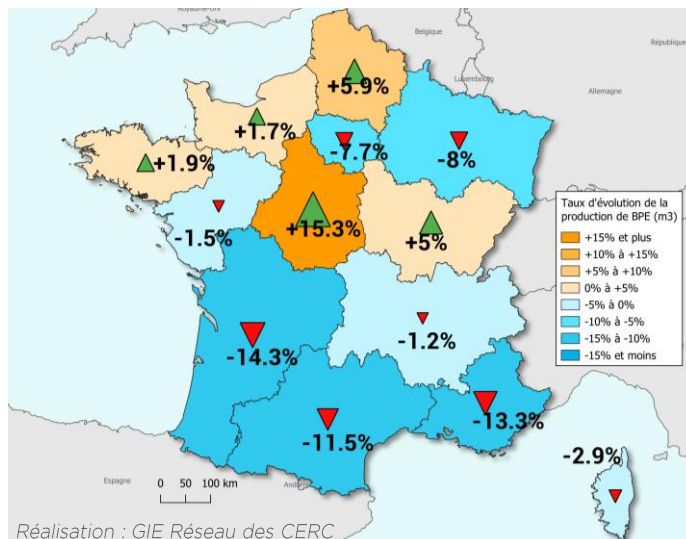 Royaume-Uni
Belgique
République
Luxembourg
Allemagne
+5.9%
+1.7%
-7.7%
-8%
+1.9%
-1.5%
+15.3%
+5%
-1.2%
-14.3%
-11.5%
-13.3%
-2.9%
Taux d'évolution de la
production de BPE (m3)
+15% et plus
+10% à +15%
+5% à +10%
0% à +5%
-5% à 0%
-10% à -5%
-15% à -10%
-15% et moins
Espagne
0 50 100 km
Réalisation : GIE Réseau des CERC